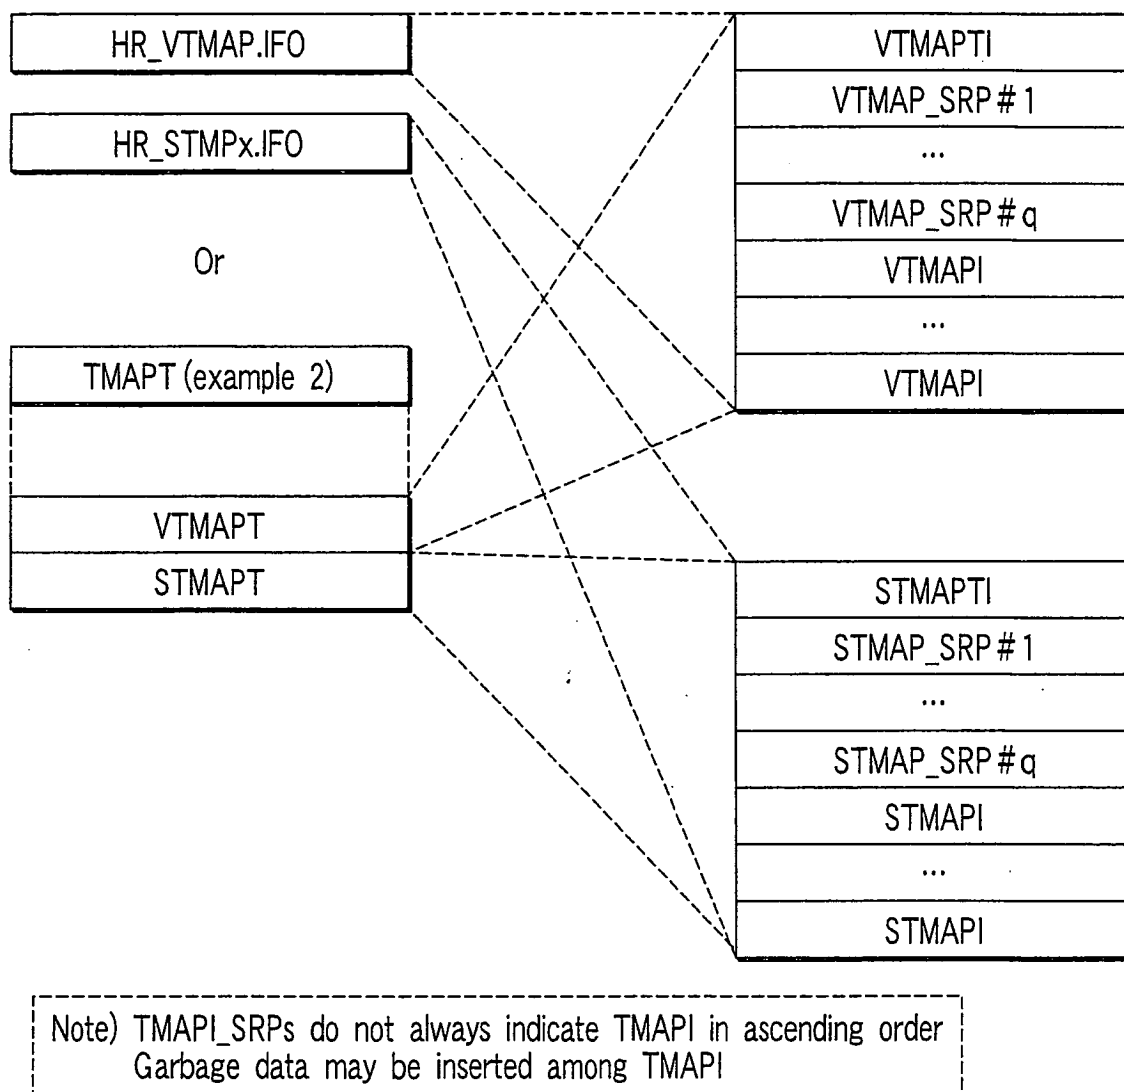 HR_VTMAP.IFO
HR_STMPx.IFO
Or
TMAPT (example 2)
VTMAPT
STMAPT
VTMAPTI
VTMAP_SRP#1
...
VTMAP_SRP#q
VTMAPI
...
VTMAPI
STMAPTI
STMAP_SRP#1
...
STMAP_SRP#q
STMAPI
...
STMAPI
Note) TMAPI_SRPs do not always indicate TMAPI in ascending order
Garbage data may be inserted among TMAPI